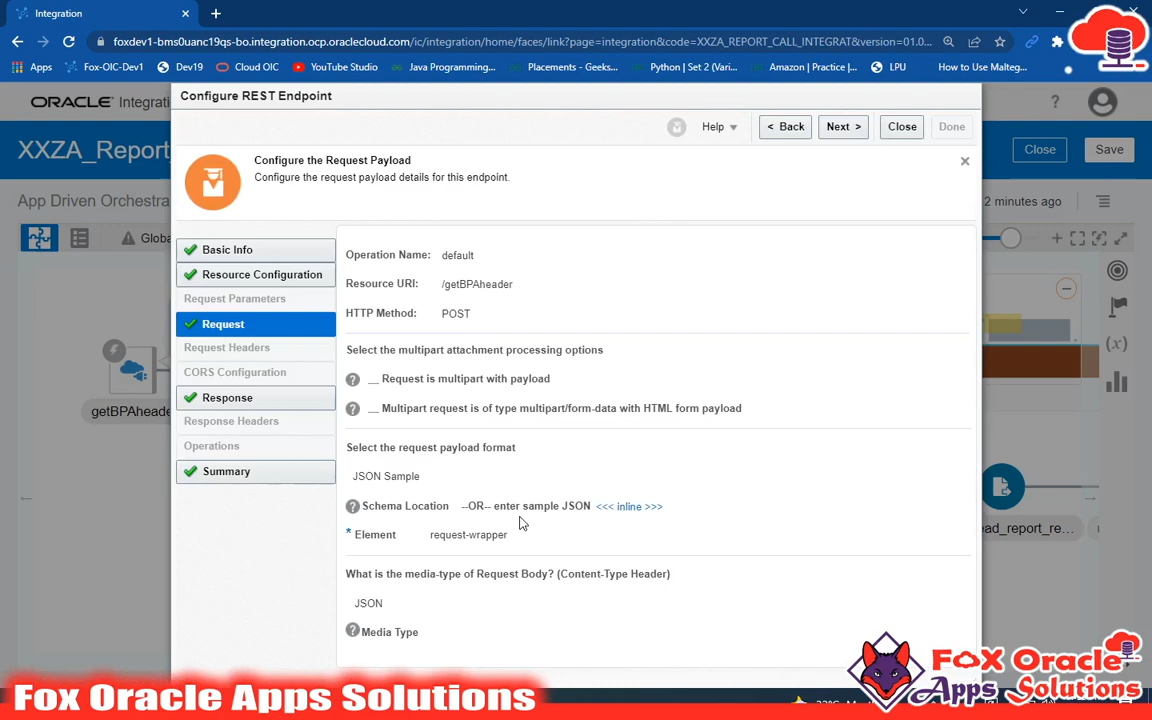 Integration
foxdev1-bms0uanc19qs-bo.integration.ocp.oraclecloud.com/ic/integration/home/faces/link?page=integration&code=XXZA_REPORT_CALL_INTEGRAT&version=01.0...
Apps
Fox-OIC-Dev1
Dev19
Cloud OIC
YouTube Studio
Java Programming...
Placements - Geeks...
Python | Set 2 (Vari...
Amazon | Practice |...
LPU
How to Use Malteg...
ORACLE Integrat
Configure REST Endpoint
Help
< Back
Next >
Close
Done
XXZA_Report_
Close
Save
Configure the Request Payload
Configure the request payload details for this endpoint.
App Driven Orchestra
2 minutes ago
Globa
Basic Info
Resource Configuration
Request Parameters
Request
Request Headers
CORS Configuration
Response
Response Headers
Operations
Summary
Operation Name: default
Resource URI: /getBPAheader
HTTP Method: POST
Select the multipart attachment processing options
Request is multipart with payload
Multipart request is of type multipart/form-data with HTML form payload
Select the request payload format
JSON Sample
Schema Location --OR-- enter sample JSON <<< inline >>>
* Element request-wrapper
What is the media-type of Request Body? (Content-Type Header)
JSON
Media Type
getBPAheade
ead_report_re...
(x)
Fox Oracle Apps Solutions
FOX Oracle
Apps Solutions